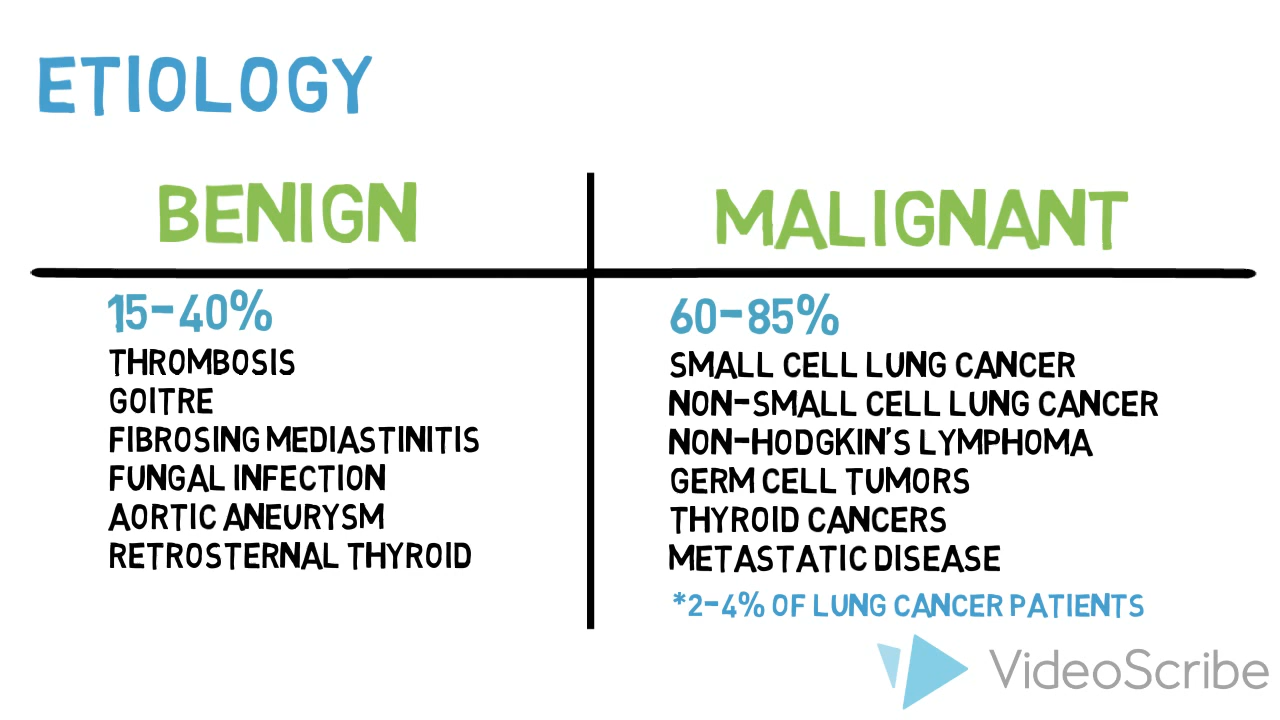 ETIOLOGY
BENIGN
15-40%
THROMBOSIS
GOITRE
FIBROSING MEDIASTINITIS
FUNGAL INFECTION
AORTIC ANEURYSM
RETROSTERNAL THYROID
MALIGNANT
60-85%
SMALL CELL LUNG CANCER
NON-SMALL CELL LUNG CANCER
NON-HODGKIN'S LYMPHOMA
GERM CELL TUMORS
THYROID CANCERS
METASTATIC DISEASE
*2-4% OF LUNG CANCER PATIENTS
VideoScribe